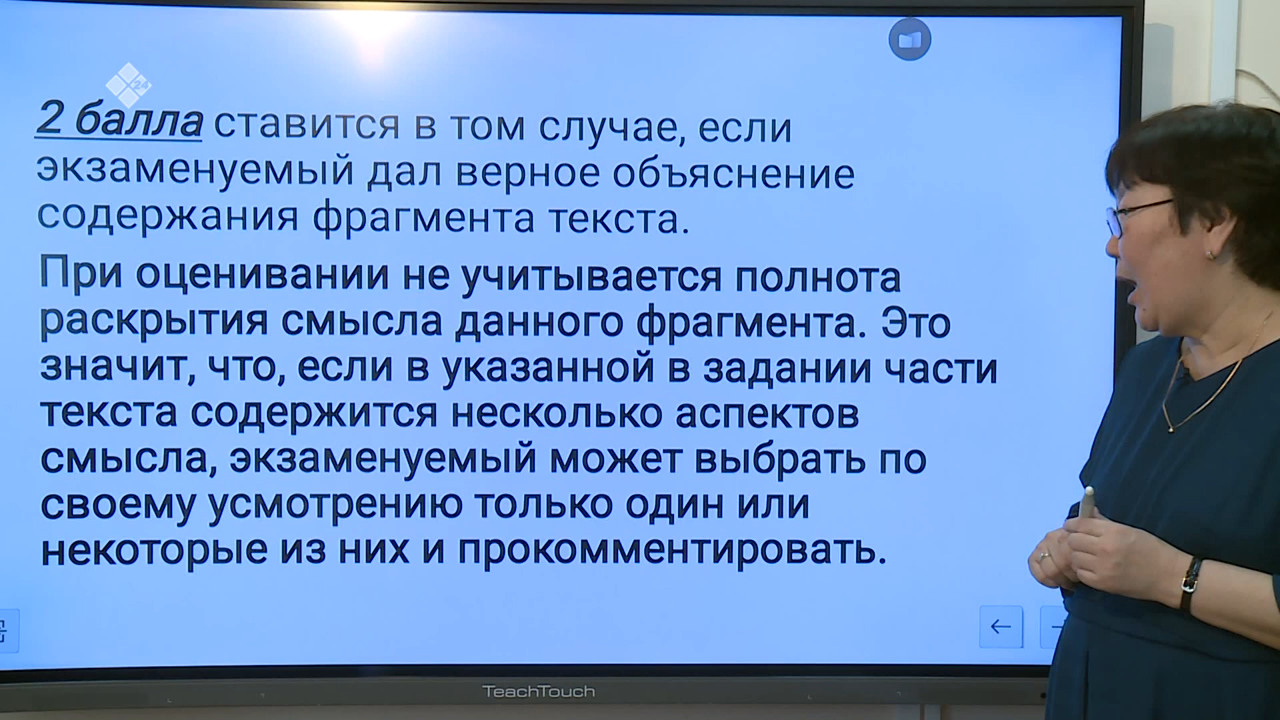 24
2 балла ставится в том случае, если
экзаменуемый дал верное объяснение
содержания фрагмента текста.
При оценивании не учитывается полнота
раскрытия смысла данного фрагмента. Это
значит, что, если в указанной в задании части
текста содержится несколько аспектов
смысла, экзаменуемый может выбрать по
своему усмотрению только один или
некоторые из них и прокомментировать.
TeachTouch